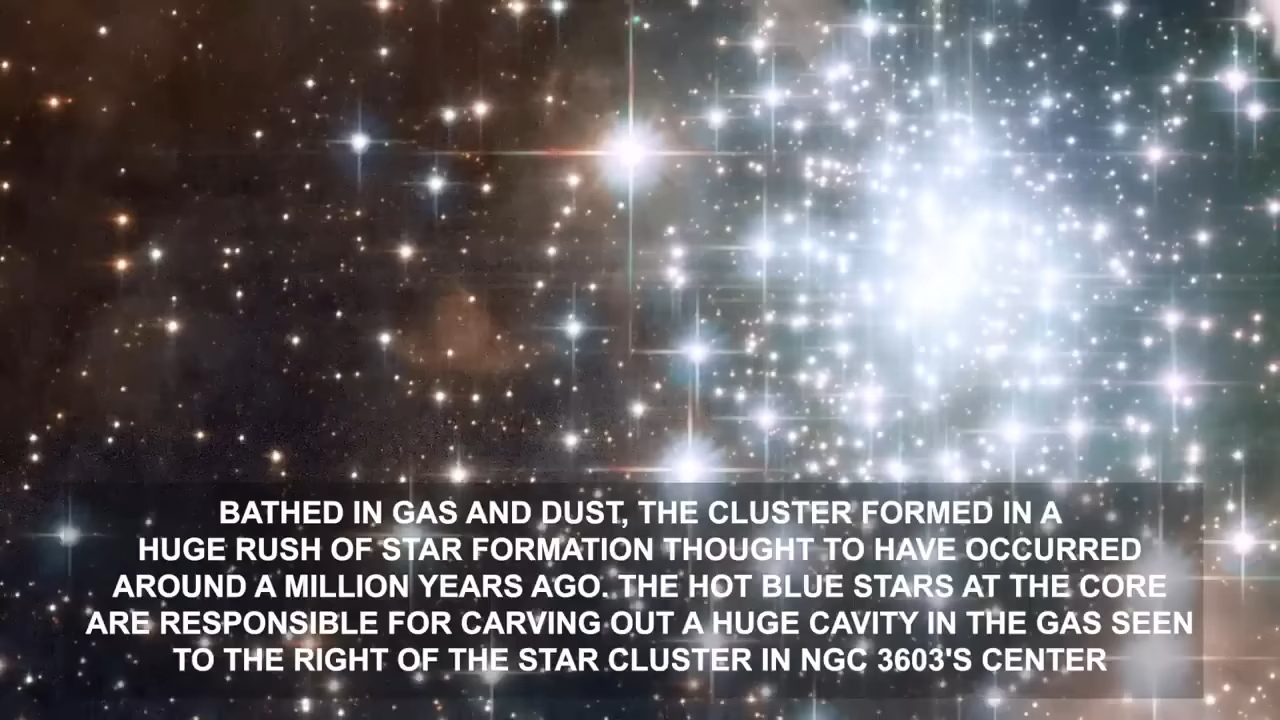 BATHED IN GAS AND DUST, THE CLUSTER FORMED IN A
HUGE RUSH OF STAR FORMATION THOUGHT TO HAVE OCCURRED
AROUND A MILLION YEARS AGO. THE HOT BLUE STARS AT THE CORE
ARE RESPONSIBLE FOR CARVING OUT A HUGE CAVITY IN THE GAS SEEN
TO THE RIGHT OF THE STAR CLUSTER IN NGC 3603'S CENTER